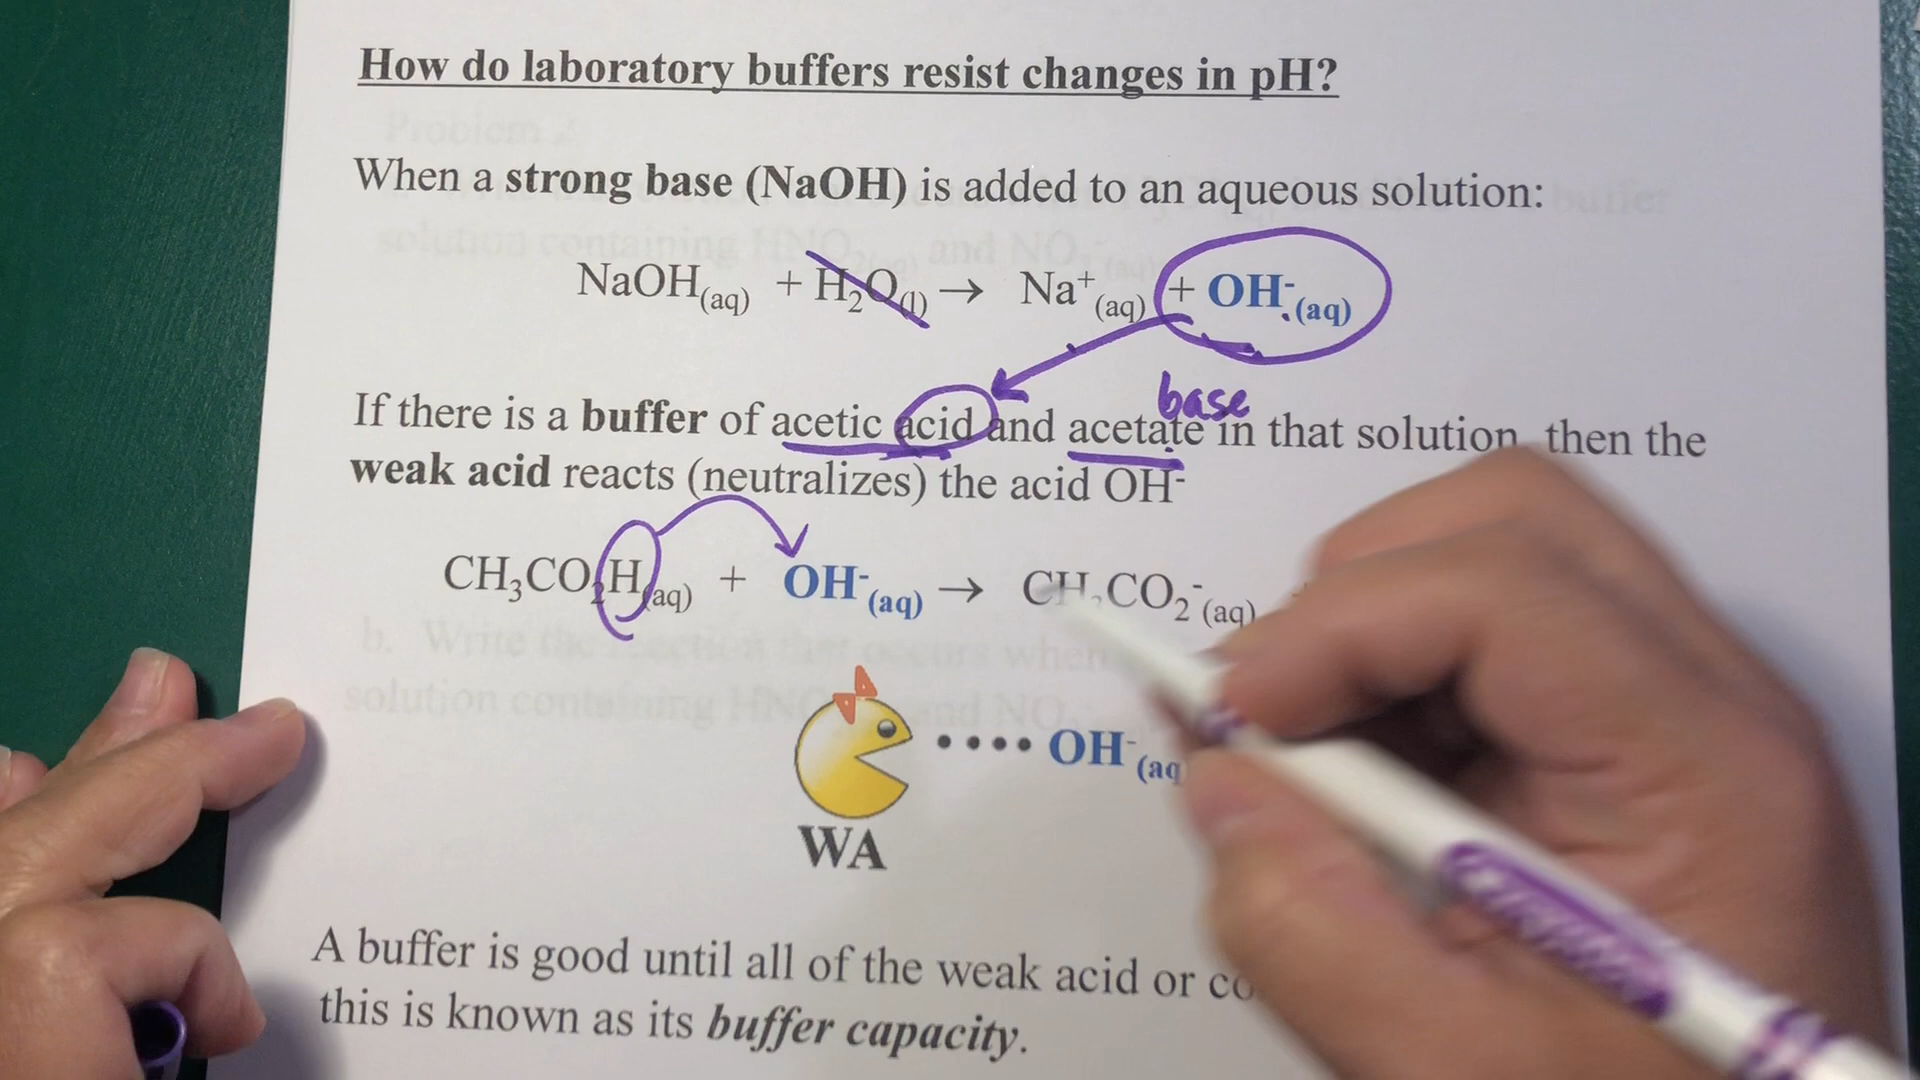 How do laboratory buffers resist changes in pH?
When a strong base (NaOH) is added to an aqueous solution:
NaOH(aq) + H₂O(l) → Na⁺(aq) + OH⁻(aq)
base
If there is a buffer of acetic acid and acetate in that solution, then the
weak acid reacts (neutralizes) the acid OH⁻
CH₃CO₂H(aq) + OH⁻(aq) → CH₃CO₂⁻(aq)
OH⁻(aq
WA
A buffer is good until all of the weak acid or co
this is known as its buffer capacity.